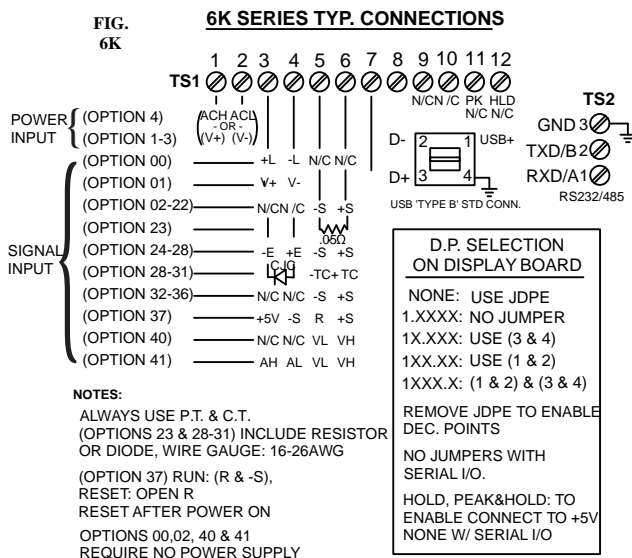 FIG.
6K
6K SERIES TYP. CONNECTIONS
1 2 3 4 5 6 7 8 9 10 11 12
TS1
N/C N/C PK HLD
N/C N/C
TS2
GND 3
TXD/B 2
RXD/A 1
RS232/485
D- 2 1 USB+
D+ 3 4
USB 'TYPE B' STD CONN.
POWER
INPUT
(OPTION 4) ACH ACL
- OR -
(OPTION 1-3) (V+) (V-)
SIGNAL
INPUT
(OPTION 00) +L -L N/C N/C
(OPTION 01) V+ V-
(OPTION 02-22) N/C N/C -S +S
(OPTION 23) .05Ω
(OPTION 24-28) -E +E -S +S
CJC
(OPTION 28-31) -TC+ TC
(OPTION 32-36) N/C N/C -S +S
(OPTION 37) +5V -S R +S
(OPTION 40) N/C N/C VL VH
(OPTION 41) AH AL VL VH
NOTES:
ALWAYS USE P.T. & C.T.
(OPTIONS 23 & 28-31) INCLUDE RESISTOR
OR DIODE, WIRE GAUGE: 16-26AWG
(OPTION 37) RUN: (R & -S),
RESET: OPEN R
RESET AFTER POWER ON
OPTIONS 00,02, 40 & 41
REQUIRE NO POWER SUPPLY
D.P. SELECTION
ON DISPLAY BOARD
NONE: USE JDPE
1.XXXX: NO JUMPER
1X.XXX: USE (3 & 4)
1XX.XX: USE (1 & 2)
1XXX.X: (1 & 2) & (3 & 4)
REMOVE JDPE TO ENABLE
DEC. POINTS
NO JUMPERS WITH
SERIAL I/O.
HOLD, PEAK&HOLD: TO
ENABLE CONNECT TO +5V
NONE W/ SERIAL I/O